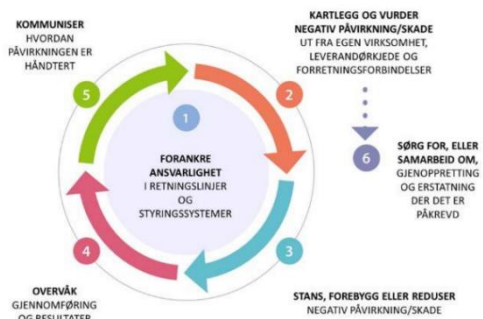 1
FORANKRE
ANSVARLIGHET
I RETNINGSLINJER
OG
STYRINGSSYSTEMER
2
KARTLEGG OG VURDER
NEGATIV PÅVIRKNING/SKADE
UT FRA EGEN VIRKSOMHET,
LEVERANDØRKJEDE OG
FORRETNINGSFORBINDELSER
3
STANS, FOREBYGG ELLER REDUSER
NEGATIV PÅVIRKNING/SKADE
4
OVERVÅK
GJENNOMFØRING
OG RESULTATER
5
KOMMUNISER
HVORDAN
PÅVIRKNINGEN ER
HÅNDTERT
6
SØRG FOR, ELLER
SAMARBEID OM,
GJENOPPRETTING
OG ERSTATNING
DER DET ER
PÅKREVD